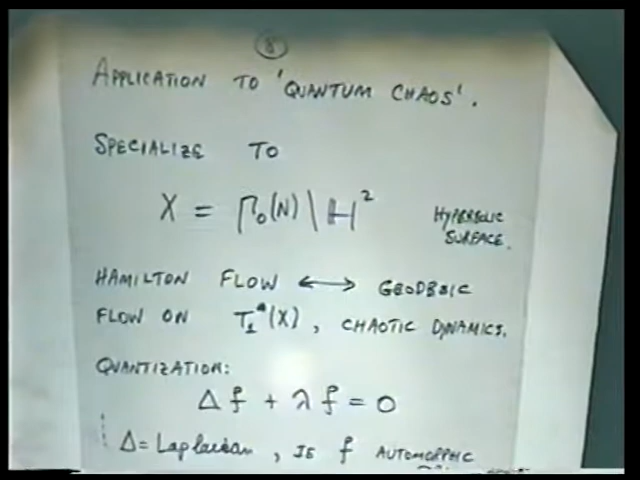 8
APPLICATION TO 'QUANTUM CHAOS'.
SPECIALIZE TO
X = Γ₀(N) \ H²
HYPERBOLIC
SURFACE.
HAMILTON FLOW ⟷ GEODESIC
FLOW ON T₁*(X), CHAOTIC DYNAMICS.
QUANTIZATION:
Δf + λf = 0
Δ = Laplacian, IE f AUTOMORPHIC